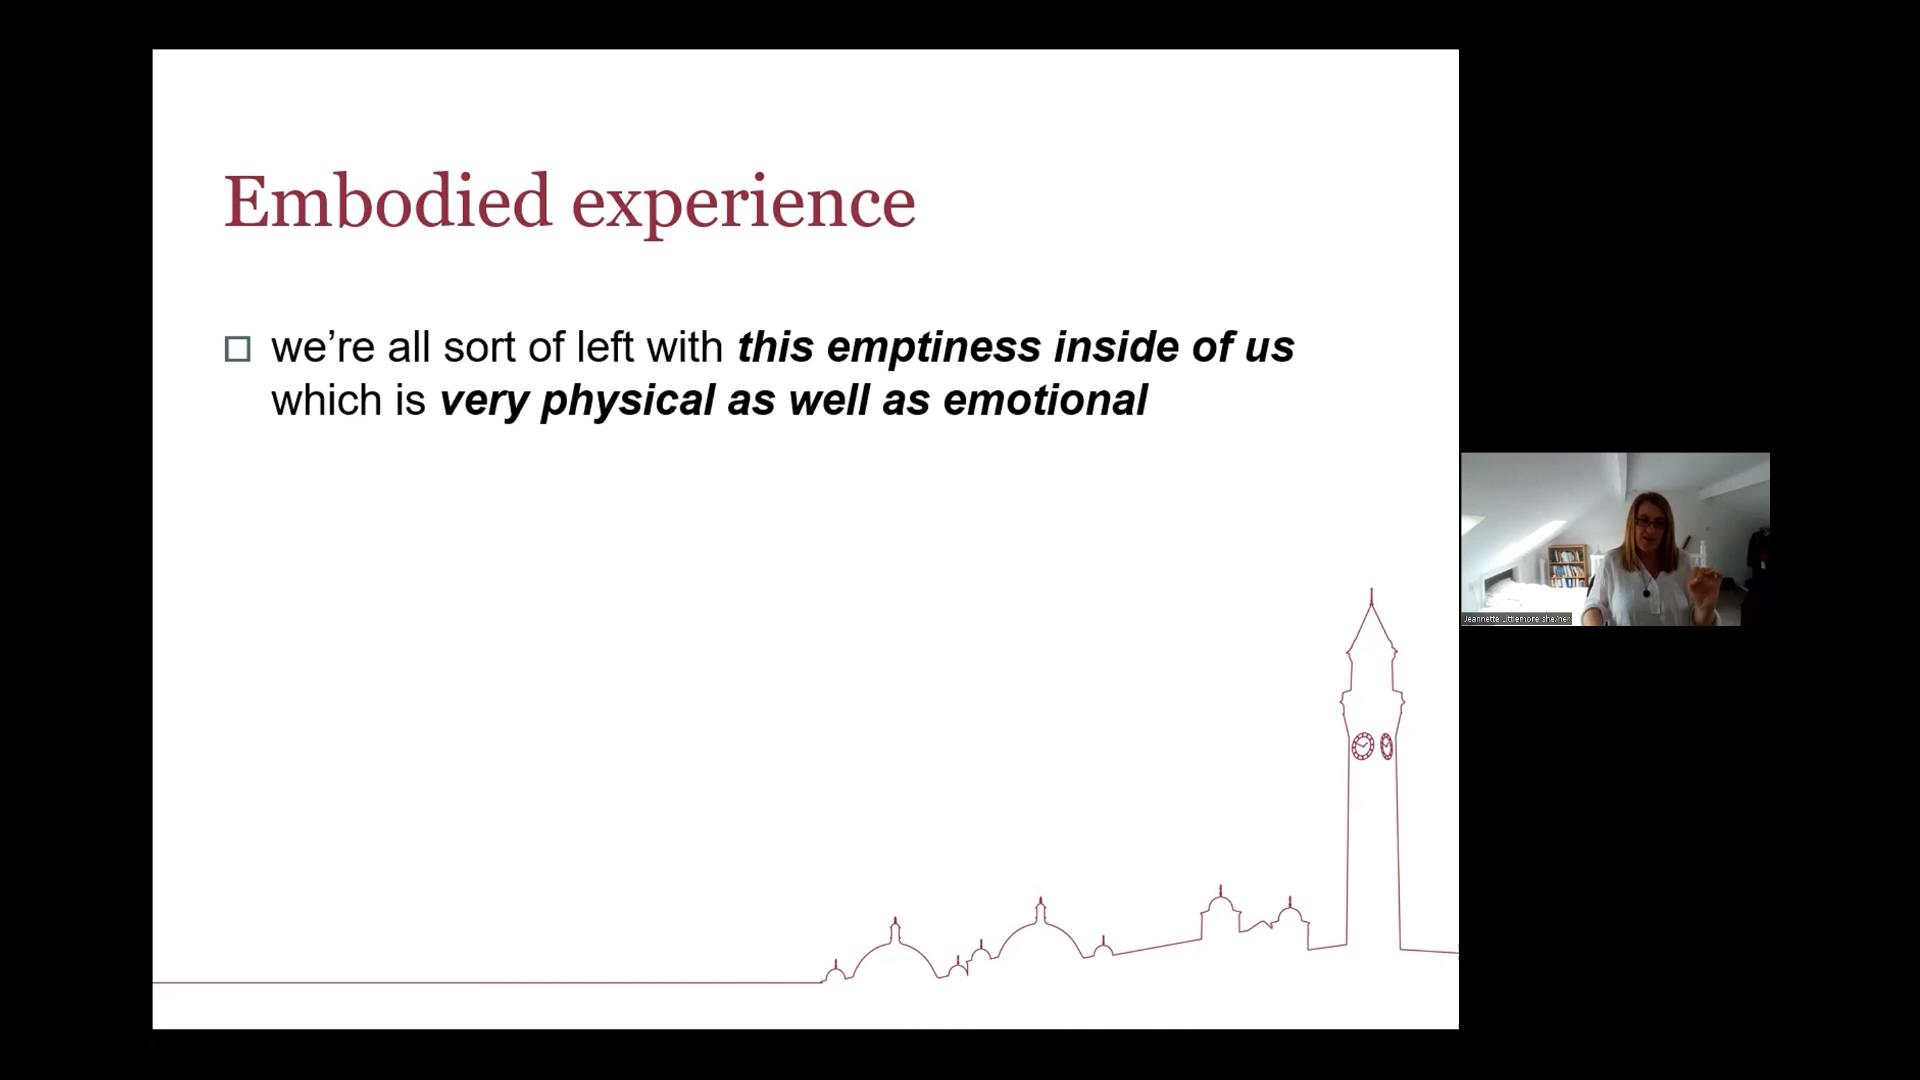 Embodied experience
we’re all sort of left with this emptiness inside of us
which is very physical as well as emotional
Jeannette Littlemore she/her